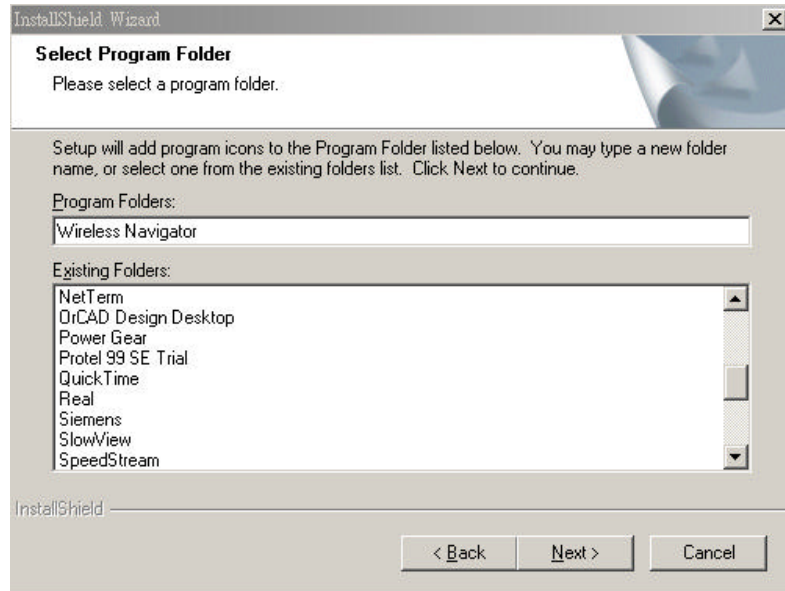 InstallShield Wizard
Select Program Folder
Please select a program folder.
Setup will add program icons to the Program Folder listed below. You may type a new folder
name, or select one from the existing folders list. Click Next to continue.
Program Folders:
Wireless Navigator
Existing Folders:
NetTerm
OrCAD Design Desktop
Power Gear
Protel 99 SE Trial
QuickTime
Real
Siemens
SlowView
SpeedStream
InstallShield
< Back
Next >
Cancel